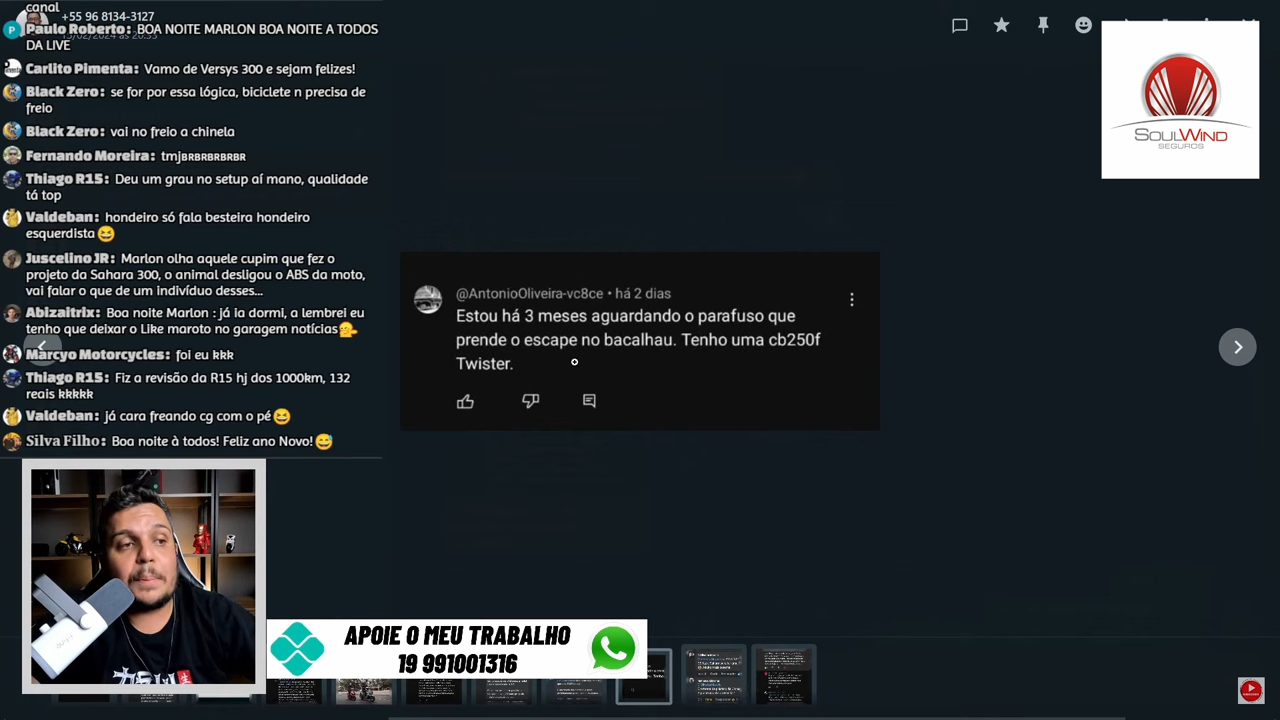 canal
+55 96 8134-3127
Paulo Roberto: BOA NOITE MARLON BOA NOITE A TODOS
DA LIVE
Carlito Pimenta: Vamo de Versys 300 e sejam felizes!
Black Zero: se for por essa lógica, biciclete n precisa de
freio
Black Zero: vai no freio a chinela
Fernando Moreira: tmjBRBRBRBRBR
Thiago R15: Deu um grau no setup aí mano, qualidade
tá top
Valdeban: hondeiro só fala besteira hondeiro
esquerdista😆
Juscelino JR: Marlon olha aquele cupim que fez o
projeto da Sahara 300, o animal desligou o ABS da moto,
vai falar o que de um indivíduo desses...
Abizaitrix: Boa noite Marlon : já ia dormi, a lembrei eu
tenho que deixar o Like maroto no garagem notícias
Marcyo Motorcycles: foi eu kkk
Thiago R15: Fiz a revisão da R15 hj dos 1000km, 132
reais kkkkk
Valdeban: já cara freando cg com o pé😆
Silva Filho: Boa noite à todos! Feliz ano Novo!😅
SOULWIND
SEGUROS
@AntonioOliveira-vc8ce • há 2 dias
Estou há 3 meses aguardando o parafuso que
prende o escape no bacalhau. Tenho uma cb250f
Twister.
APOIE O MEU TRABALHO
19 991001316